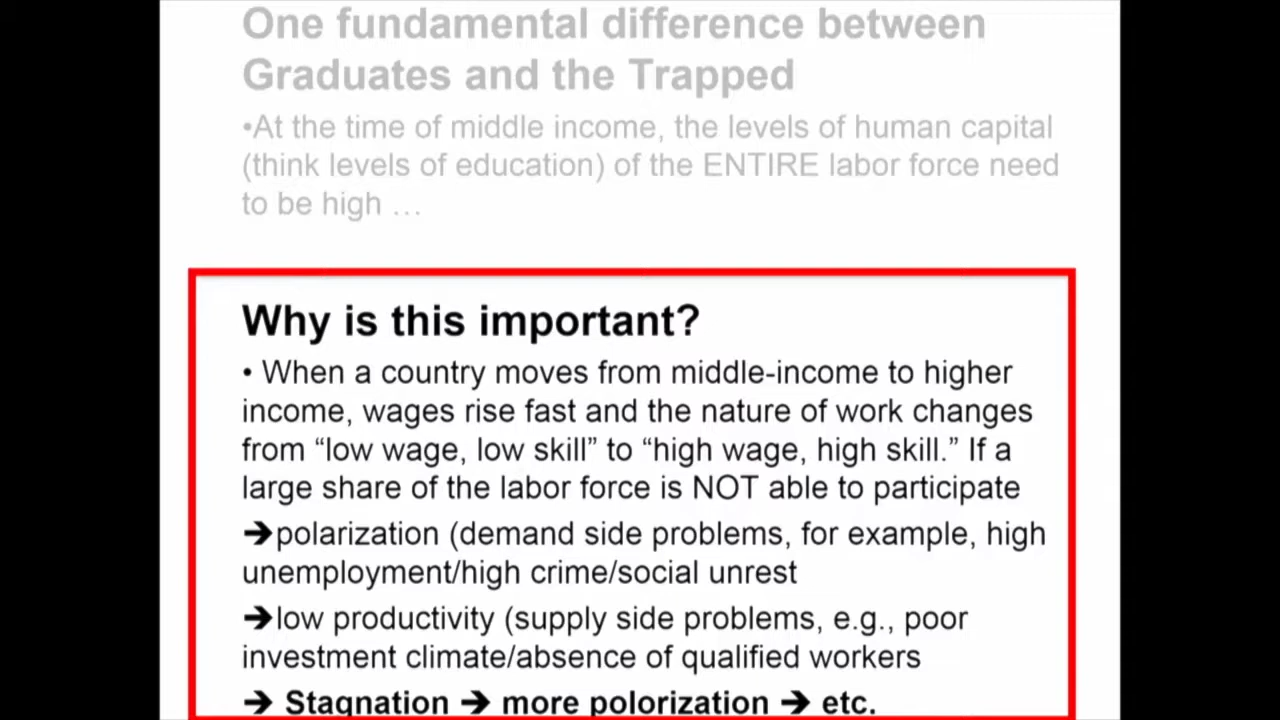 One fundamental difference between
Graduates and the Trapped
•At the time of middle income, the levels of human capital
(think levels of education) of the ENTIRE labor force need
to be high …
Why is this important?
• When a country moves from middle-income to higher
income, wages rise fast and the nature of work changes
from “low wage, low skill” to “high wage, high skill.” If a
large share of the labor force is NOT able to participate
➔polarization (demand side problems, for example, high
unemployment/high crime/social unrest
➔low productivity (supply side problems, e.g., poor
investment climate/absence of qualified workers
➔ Stagnation ➔ more polorization ➔ etc.